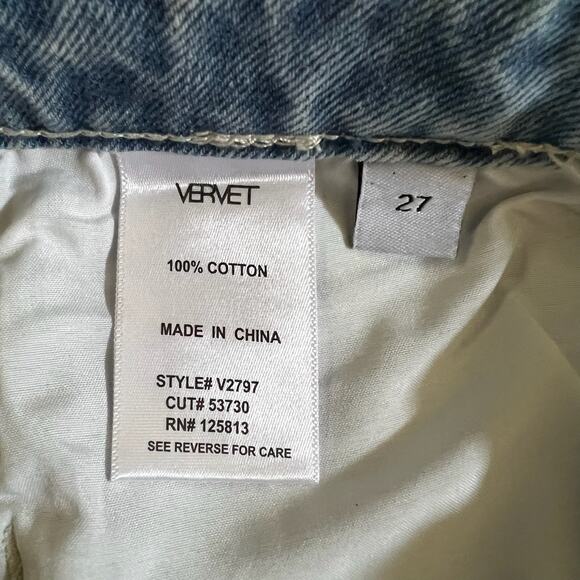 VERVET
100% COTTON
MADE IN CHINA
STYLE# V2797
CUT# 53730
RN# 125813
SEE REVERSE FOR CARE
27